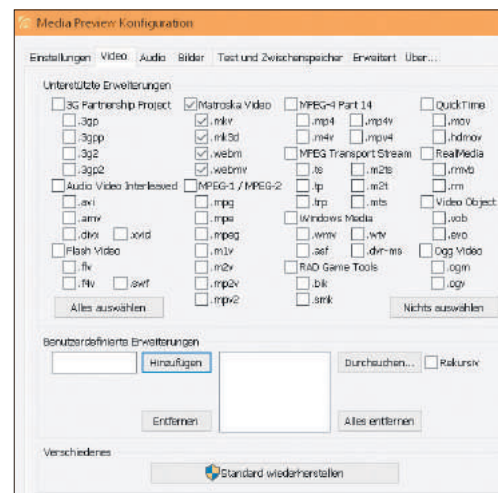 Media Preview Konfiguration
Einstellungen Video Audio Bilder Test und Zwischenspeicher Erweitert Über...
Unterstützte Erweiterungen
3G Partnership Project
.3gp
.3gpp
.3g2
.3gp2
Audio Video Interleaved
.avi
.amv
.divx .xvid
Flash Video
.flv
.f4v .swf
Matroska Video
.mkv
.mk3d
.webm
.webmv
MPEG-1 / MPEG-2
.mpg
.mpe
.mpeg
.m1v
.m2v
.mp2v
.mpv2
MPEG-4 Part 14
.mp4 .mp4v
.m4v .mpv4
MPEG Transport Stream
.ts .m2ts
.tp .m2t
.trp .mts
Windows Media
.wmv .wtv
.asf .dvr-ms
RAD Game Tools
.bik
.smk
QuickTime
.mov
.hdmov
RealMedia
.rmvb
.rm
Video Object
.vob
.evo
Ogg Video
.ogm
.ogv
Alles auswählen Nichts auswählen
Benutzerdefinierte Erweiterungen
Hinzufügen Durchsuchen... Rekursiv
Entfernen Alles entfernen
Verschiedenes
Standard wiederherstellen